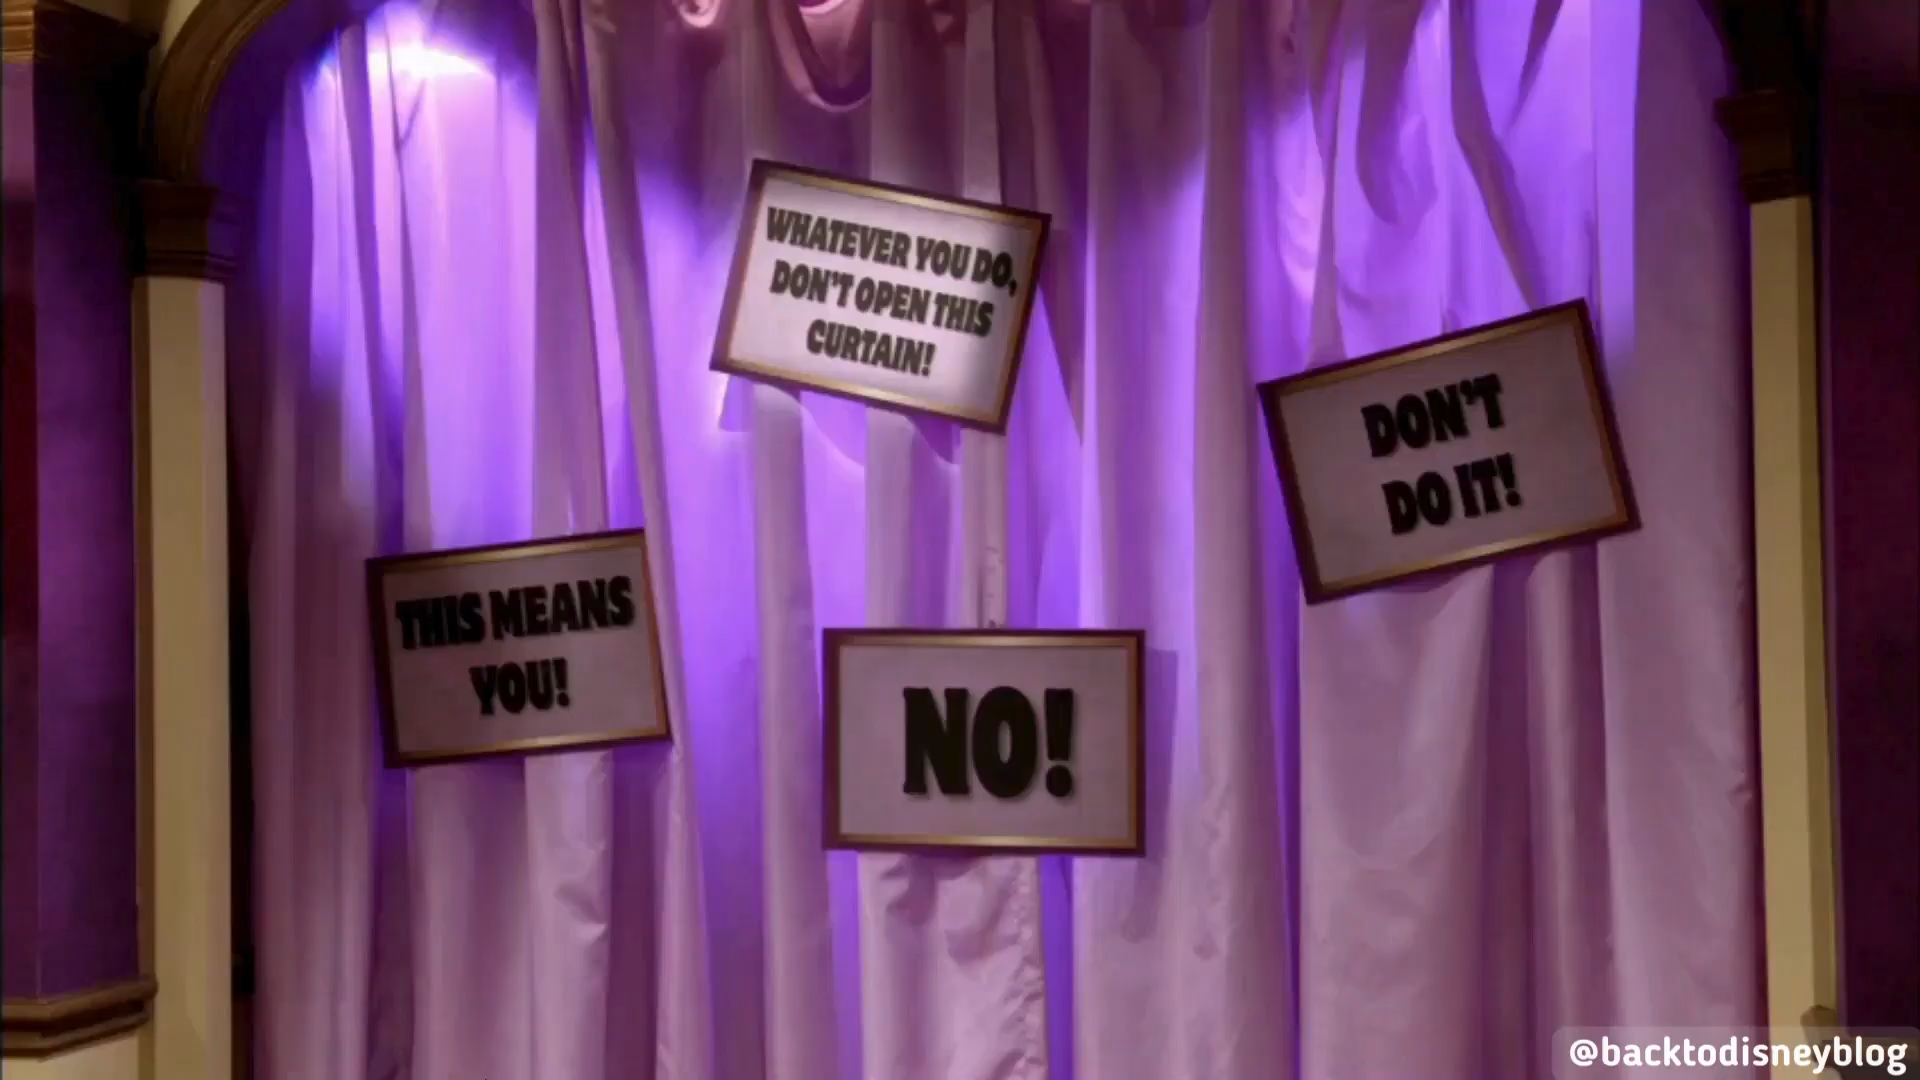 WHATEVER YOU DO,
DON'T OPEN THIS
CURTAIN!
DON'T
DO IT!
THIS MEANS
YOU!
NO!
@backtodisneyblog